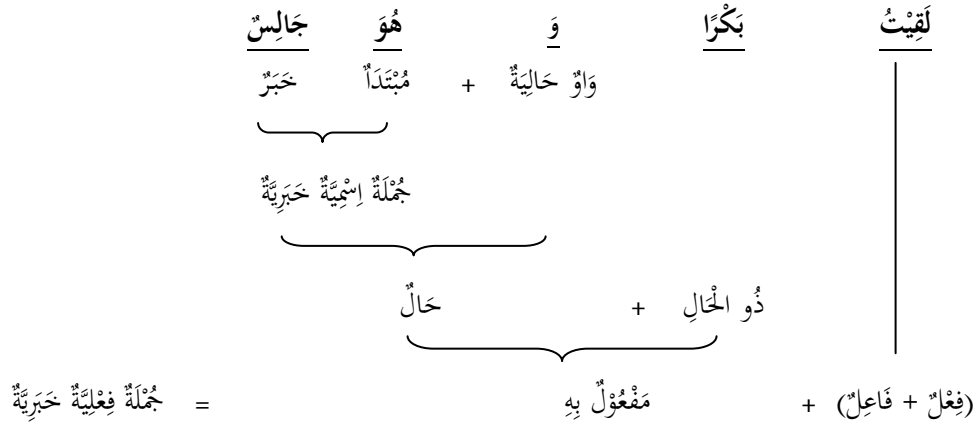 لَقِيْتُ بَكْرًا وَ هُوَ جَالِسٌ
وَاوٌ حَالِيَةٌ + مُبْتَدَأٌ خَبَرٌ
جُمْلَةٌ اِسْمِيَّةٌ خَبَرِيَّةٌ
ذُو الْحَالِ + حَالٌ
(فِعْلٌ + فَاعِلٌ) + مَفْعُوْلٌ بِهِ = جُمْلَةٌ فِعْلِيَّةٌ خَبَرِيَّةٌ